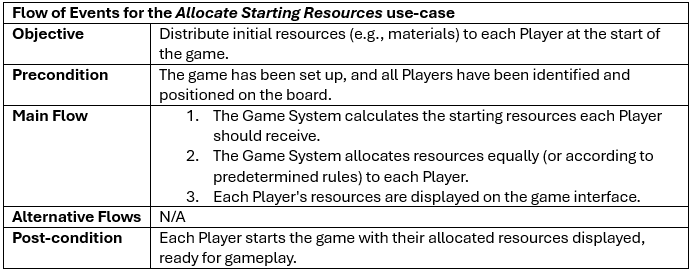 Flow of Events for the Allocate Starting Resources use-case
Objective
Distribute initial resources (e.g., materials) to each Player at the start of
the game.
Precondition
The game has been set up, and all Players have been identified and
positioned on the board.
Main Flow
1. The Game System calculates the starting resources each Player
should receive.
2. The Game System allocates resources equally (or according to
predetermined rules) to each Player.
3. Each Player's resources are displayed on the game interface.
Alternative Flows
N/A
Post-condition
Each Player starts the game with their allocated resources displayed,
ready for gameplay.